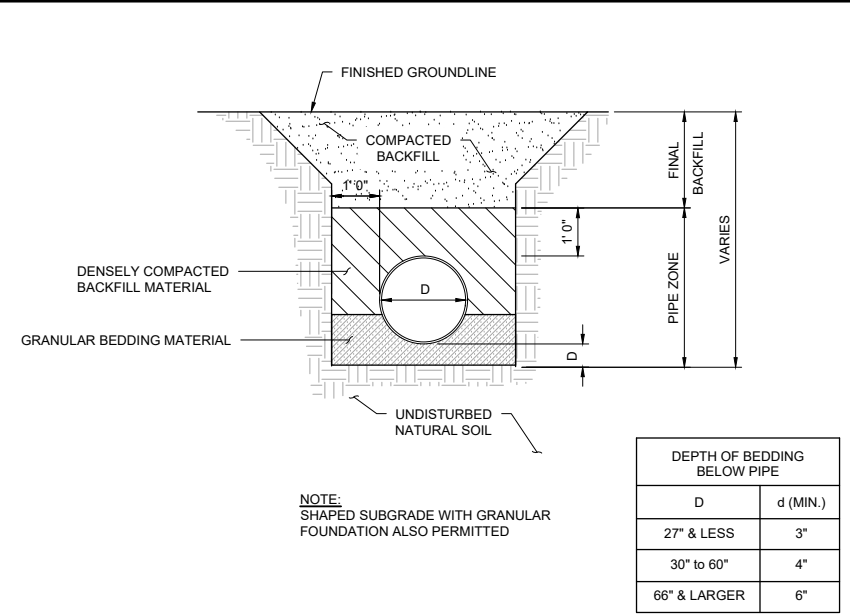 FINISHED GROUNDLINE
COMPACTED
BACKFILL
1' 0"
FINAL
BACKFILL
1' 0"
VARIES
PIPE ZONE
DENSELY COMPACTED
BACKFILL MATERIAL
D
GRANULAR BEDDING MATERIAL
D
UNDISTURBED
NATURAL SOIL
NOTE:
SHAPED SUBGRADE WITH GRANULAR
FOUNDATION ALSO PERMITTED
DEPTH OF BEDDING
BELOW PIPE
D d (MIN.)
27" & LESS 3"
30" to 60" 4"
66" & LARGER 6"